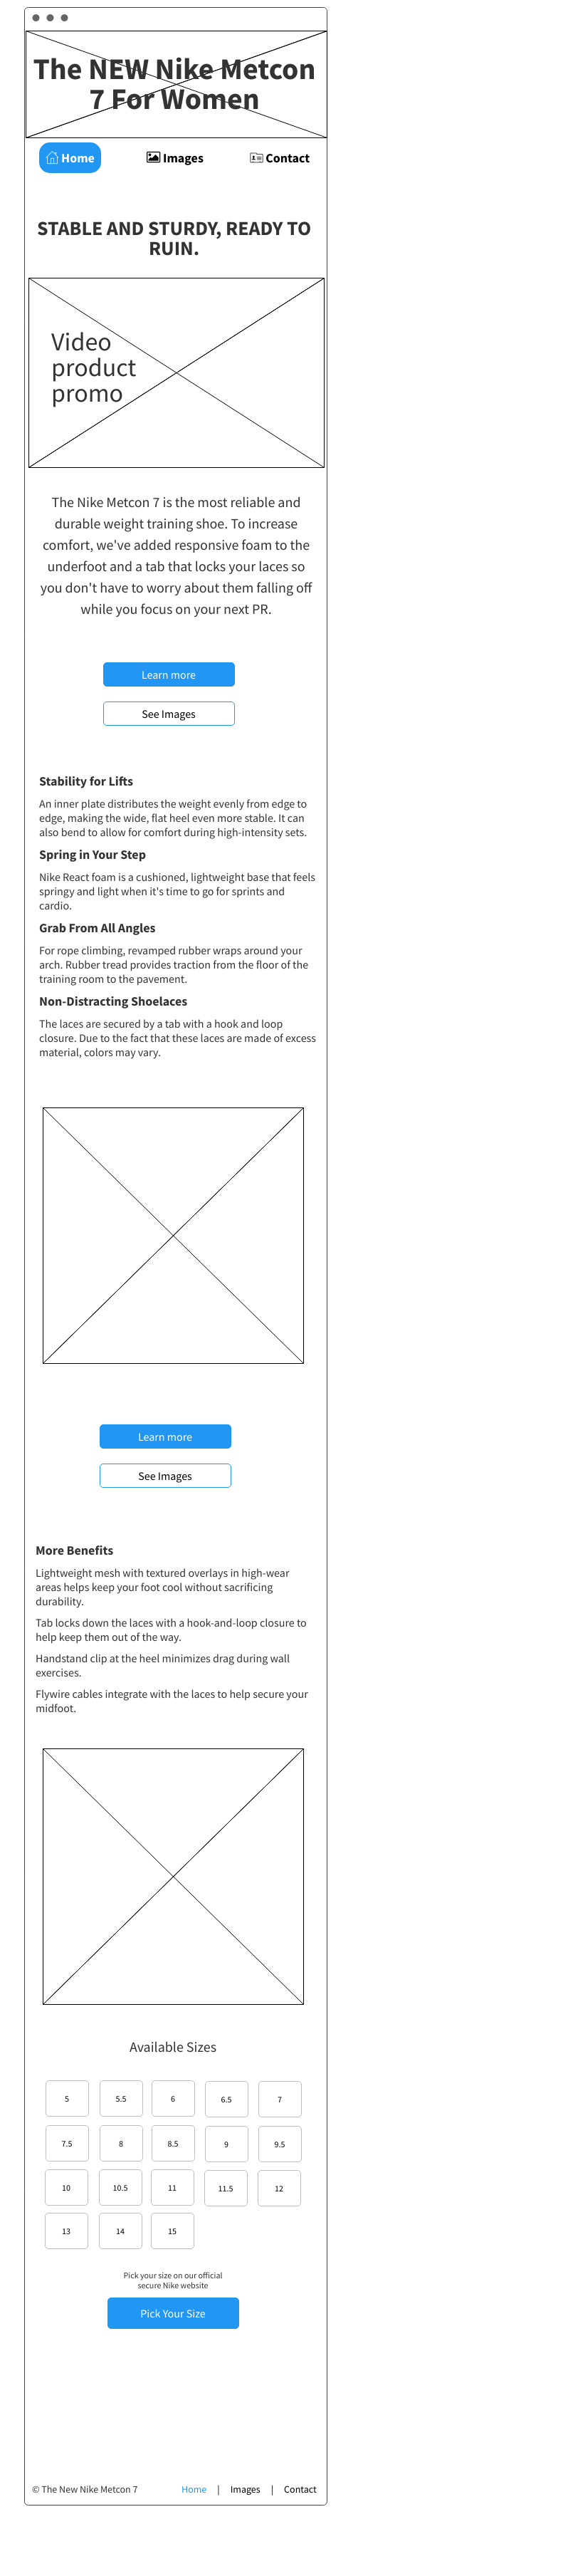 The NEW Nike Metcon
7 For Women
Home
Images
Contact
STABLE AND STURDY, READY TO
RUIN.
Video
product
promo
The Nike Metcon 7 is the most reliable and
durable weight training shoe. To increase
comfort, we've added responsive foam to the
underfoot and a tab that locks your laces so
you don't have to worry about them falling off
while you focus on your next PR.
Learn more
See Images
Stability for Lifts
An inner plate distributes the weight evenly from edge to
edge, making the wide, flat heel even more stable. It can
also bend to allow for comfort during high-intensity sets.
Spring in Your Step
Nike React foam is a cushioned, lightweight base that feels
springy and light when it's time to go for sprints and
cardio.
Grab From All Angles
For rope climbing, revamped rubber wraps around your
arch. Rubber tread provides traction from the floor of the
training room to the pavement.
Non-Distracting Shoelaces
The laces are secured by a tab with a hook and loop
closure. Due to the fact that these laces are made of excess
material, colors may vary.
Learn more
See Images
More Benefits
Lightweight mesh with textured overlays in high-wear
areas helps keep your foot cool without sacrificing
durability.
Tab locks down the laces with a hook-and-loop closure to
help keep them out of the way.
Handstand clip at the heel minimizes drag during wall
exercises.
Flywire cables integrate with the laces to help secure your
midfoot.
Available Sizes
5 5.5 6 6.5 7
7.5 8 8.5 9 9.5
10 10.5 11 11.5 12
13 14 15
Pick your size on our official
secure Nike website
Pick Your Size
© The New Nike Metcon 7 Home | Images | Contact